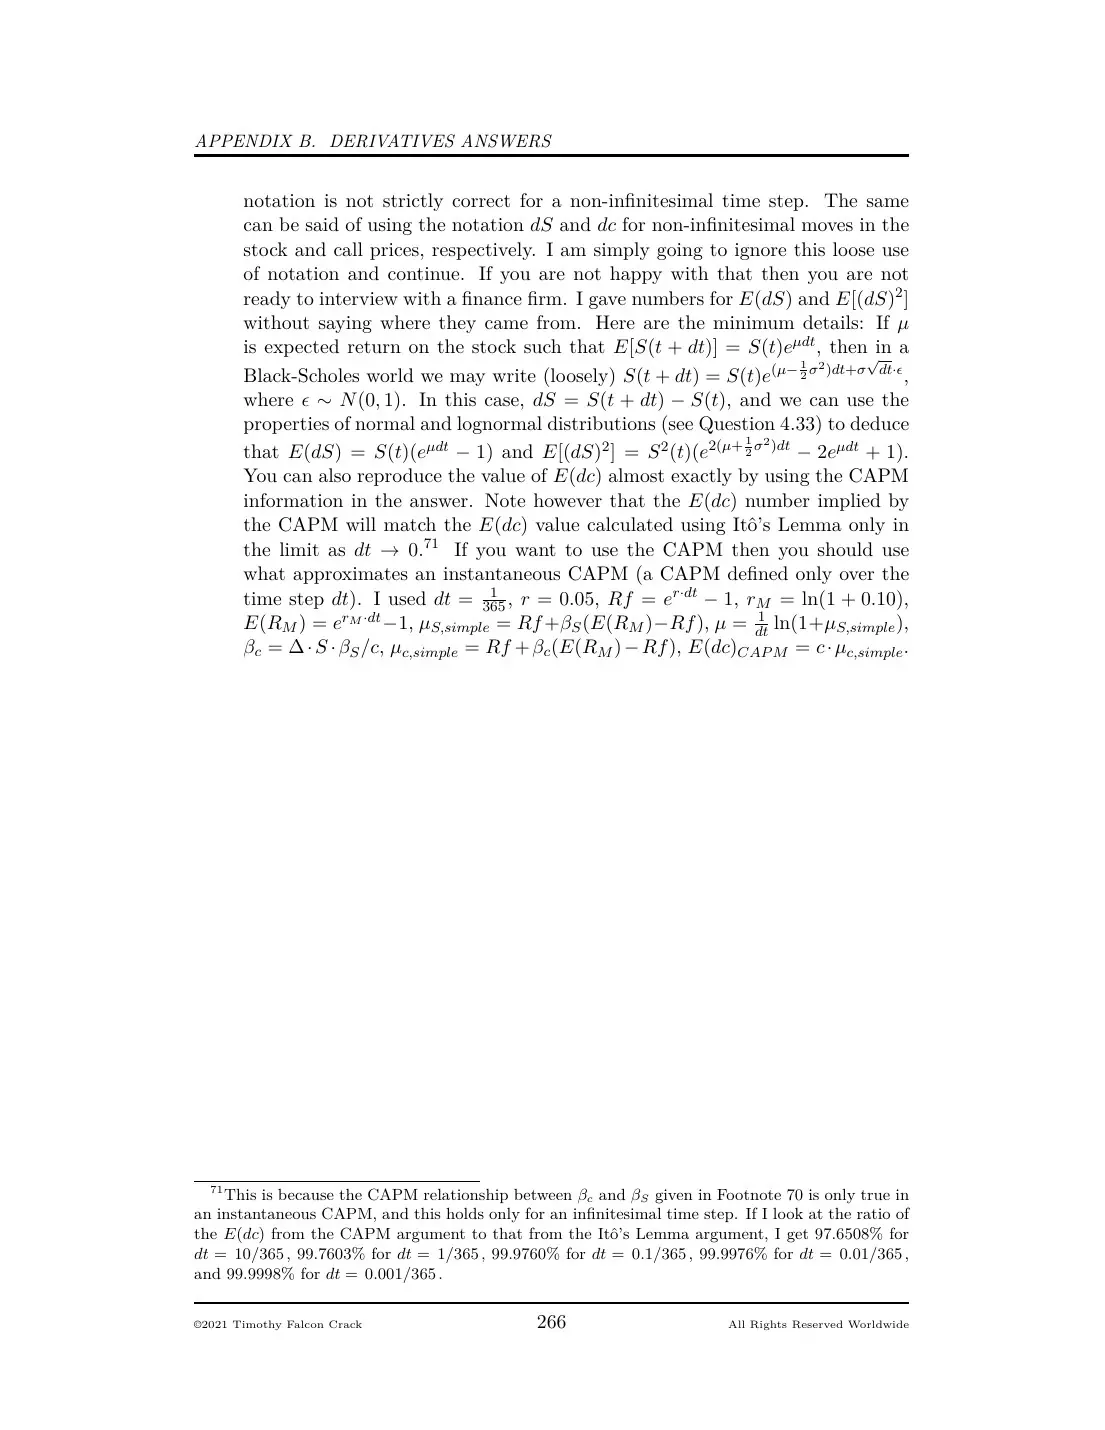 APPENDIX B. DERIVATIVES ANSWERS
notation is not strictly correct for a non-infinitesimal time step. The same
can be said of using the notation dS and dc for non-infinitesimal moves in the
stock and call prices, respectively. I am simply going to ignore this loose use
of notation and continue. If you are not happy with that then you are not
ready to interview with a finance firm. I gave numbers for E(dS) and E[(dS)²]
without saying where they came from. Here are the minimum details: If μ
is expected return on the stock such that E[S(t + dt)] = S(t)e^{μdt}, then in a
Black-Scholes world we may write (loosely) S(t + dt) = S(t)e^{(μ−½σ²)dt+σ√dt·ϵ},
where ϵ ∼ N(0, 1). In this case, dS = S(t + dt) − S(t), and we can use the
properties of normal and lognormal distributions (see Question 4.33) to deduce
that E(dS) = S(t)(e^{μdt} − 1) and E[(dS)²] = S²(t)(e^{2(μ+½σ²)dt} − 2e^{μdt} + 1).
You can also reproduce the value of E(dc) almost exactly by using the CAPM
information in the answer. Note however that the E(dc) number implied by
the CAPM will match the E(dc) value calculated using Itô's Lemma only in
the limit as dt → 0.⁷¹ If you want to use the CAPM then you should use
what approximates an instantaneous CAPM (a CAPM defined only over the
time step dt). I used dt = 1/365, r = 0.05, Rf = e^{r·dt} − 1, r_M = ln(1 + 0.10),
E(R_M) = e^{r_M·dt}−1, μ_{S,simple} = Rf+β_S(E(R_M)−Rf), μ = 1/dt ln(1+μ_{S,simple}),
β_c = Δ·S·β_S/c, μ_{c,simple} = Rf+β_c(E(R_M)−Rf), E(dc)_{CAPM} = c·μ_{c,simple}.
⁷¹This is because the CAPM relationship between β_c and β_S given in Footnote 70 is only true in
an instantaneous CAPM, and this holds only for an infinitesimal time step. If I look at the ratio of
the E(dc) from the CAPM argument to that from the Itô's Lemma argument, I get 97.6508% for
dt = 10/365, 99.7603% for dt = 1/365, 99.9760% for dt = 0.1/365, 99.9976% for dt = 0.01/365,
and 99.9998% for dt = 0.001/365.
©2021 Timothy Falcon Crack 266 All Rights Reserved Worldwide